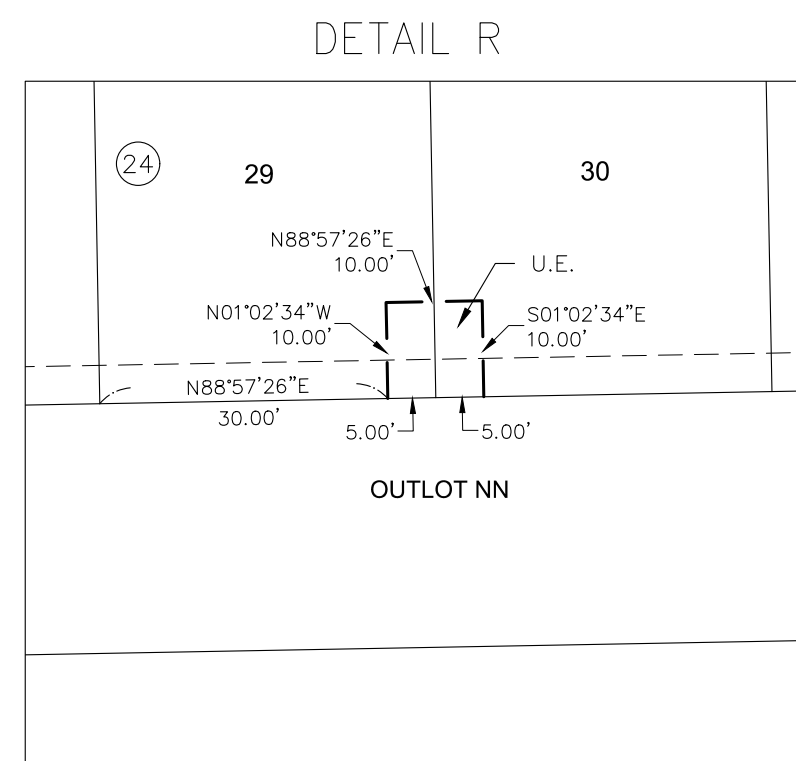 DETAIL R
24
29
30
N88°57'26"E
10.00'
U.E.
N01°02'34"W
10.00'
S01°02'34"E
10.00'
N88°57'26"E
30.00'
5.00'
5.00'
OUTLOT NN